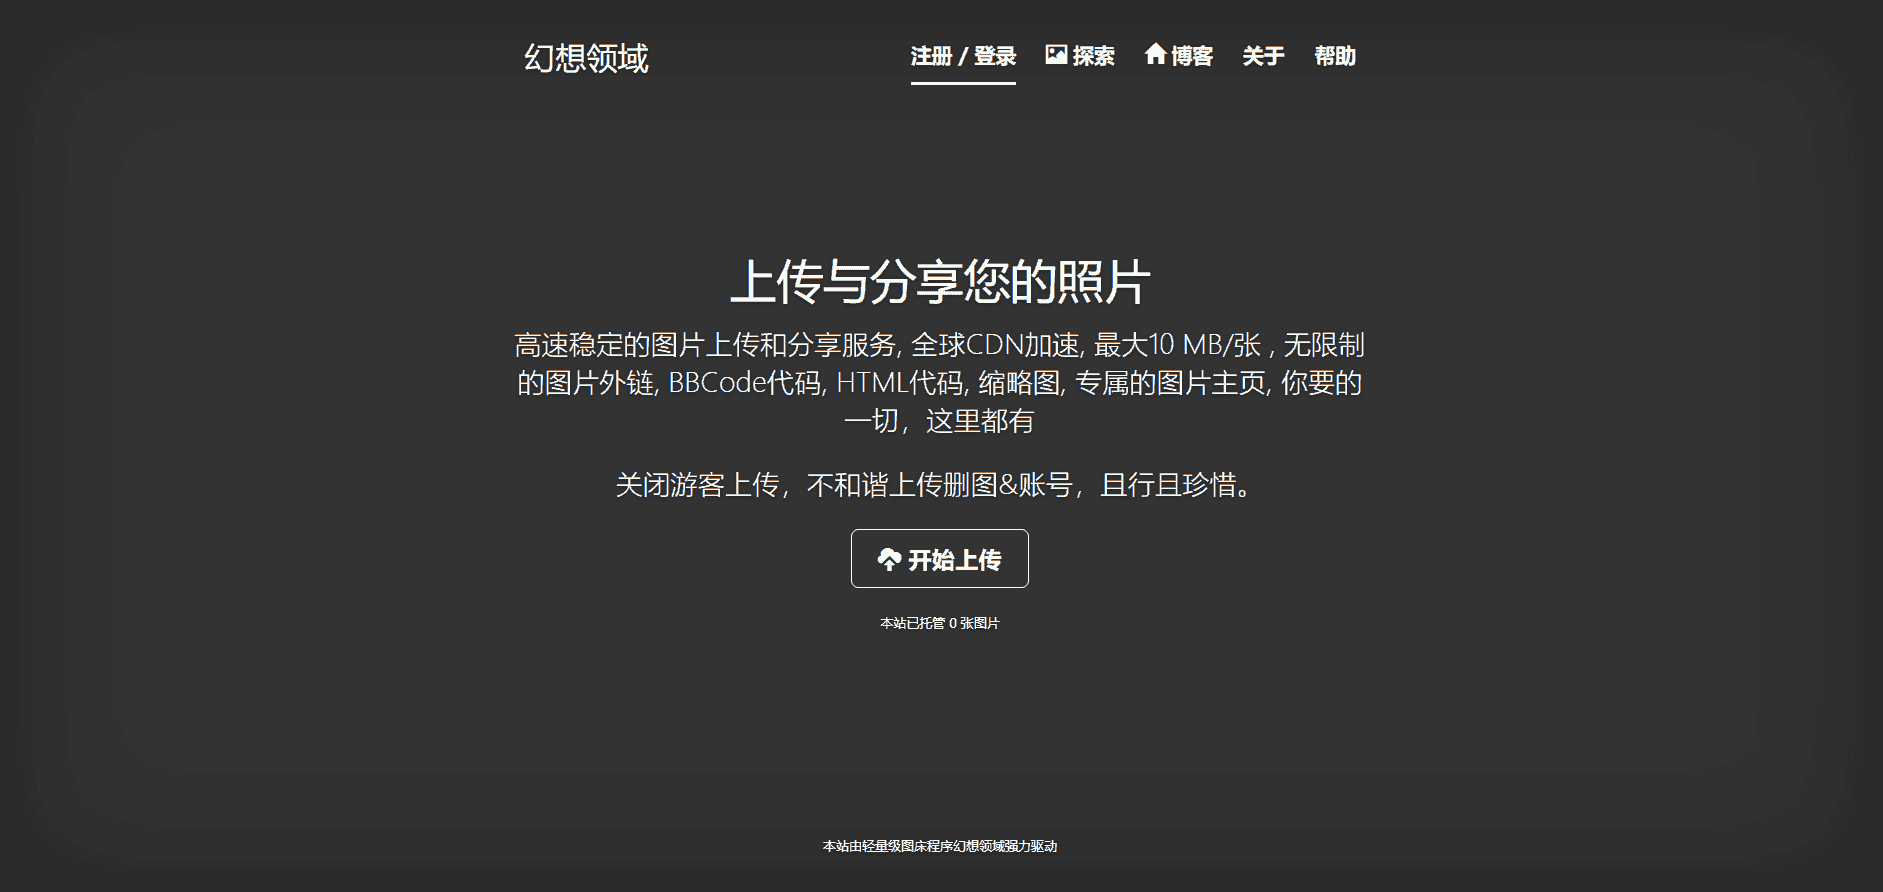 幻想领域
注册 / 登录 探索 博客 关于 帮助
上传与分享您的照片
高速稳定的图片上传和分享服务, 全球CDN加速, 最大10 MB/张 , 无限制
的图片外链, BBCode代码, HTML代码, 缩略图, 专属的图片主页, 你要的
一切，这里都有
关闭游客上传，不和谐上传删图&账号，且行且珍惜。
开始上传
本站已托管 0 张图片
本站由轻量级图床程序幻想领域强力驱动